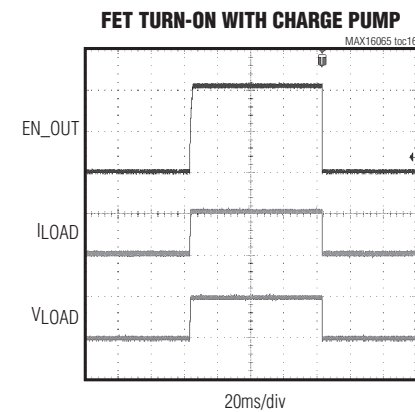 FET TURN-ON WITH CHARGE PUMP
MAX16065 toc16
EN_OUT
ILOAD
VLOAD
20ms/div